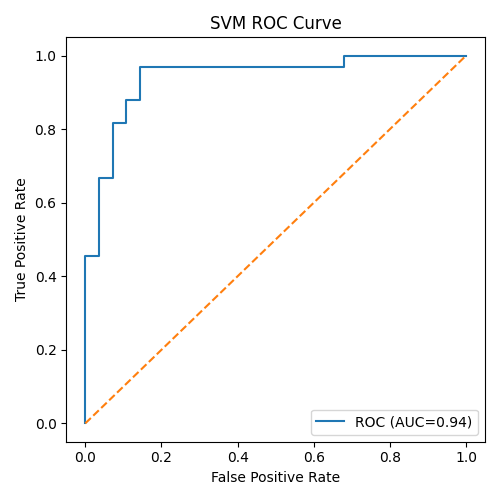 SVM ROC Curve
True Positive Rate
1.0
0.8
0.6
0.4
0.2
0.0
0.0 0.2 0.4 0.6 0.8 1.0
False Positive Rate
ROC (AUC=0.94)